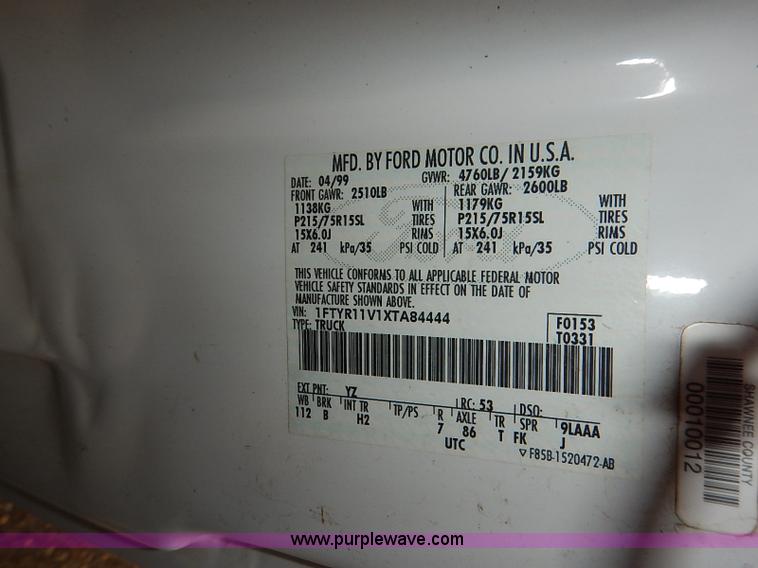 MFD. BY FORD MOTOR CO. IN U.S.A.
DATE: 04/99 GVWR: 4760LB/ 2159KG
FRONT GAWR: 2510LB REAR GAWR: 2600LB
1138KG WITH 1179KG WITH
P215/75R15SL TIRES P215/75R15SL TIRES
15X6.0J RIMS 15X6.0J RIMS
AT 241 kPa/35 PSI COLD AT 241 kPa/35 PSI COLD
THIS VEHICLE CONFORMS TO ALL APPLICABLE FEDERAL MOTOR
VEHICLE SAFETY STANDARDS IN EFFECT ON THE DATE OF
MANUFACTURE SHOWN ABOVE.
VIN: 1FTYR11V1XTA84444 F0153
TYPE: TRUCK T0331
EXT PNT: YZ RC: 53 DSO:
WB BRK INT TR TP/PS R AXLE TR SPR 9LAAA
112 B H2 7 86 T FK J
UTC
▽ F85B-1520472-AB
SHAWNEE COUNTY
00010012
www.purplewave.com